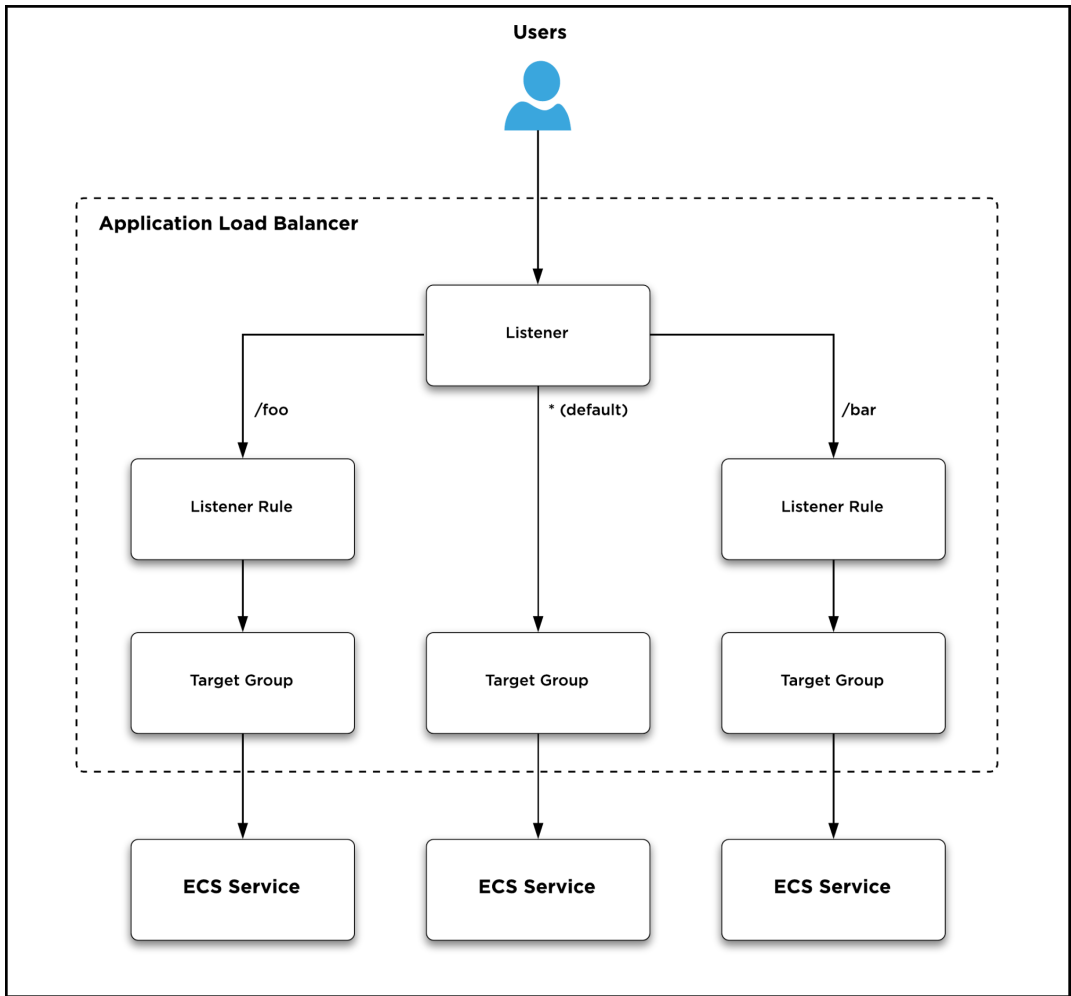 Users
Application Load Balancer
Listener
/foo
* (default)
/bar
Listener Rule
Listener Rule
Target Group
Target Group
Target Group
ECS Service
ECS Service
ECS Service